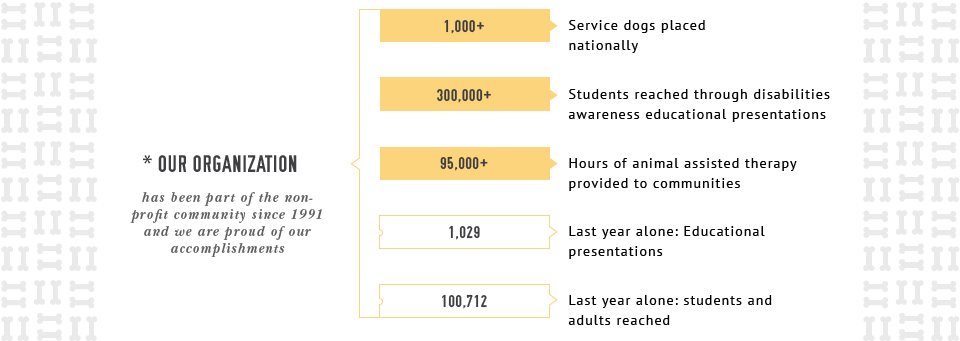 * OUR ORGANIZATION
has been part of the non-
profit community since 1991
and we are proud of our
accomplishments
1,000+
Service dogs placed
nationally
300,000+
Students reached through disabilities
awareness educational presentations
95,000+
Hours of animal assisted therapy
provided to communities
1,029
Last year alone: Educational
presentations
100,712
Last year alone: students and
adults reached